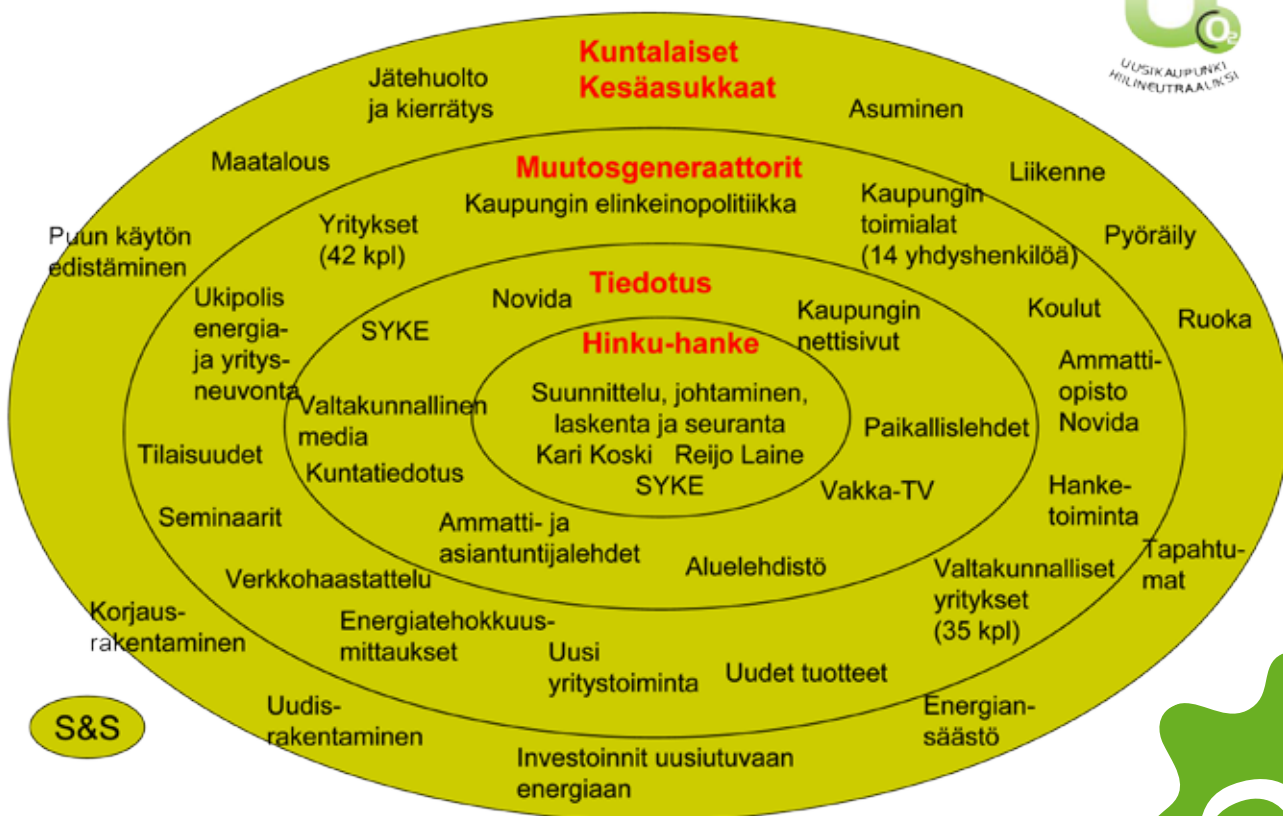 CO2
UUSIKAUPUNKI
HIILINEUTRAALIKSI
Kuntalaiset
Kesäasukkaat
Jätehuolto
ja kierrätys
Asuminen
Maatalous
Liikenne
Muutosgeneraattorit
Kaupungin elinkeinopolitiikka
Yritykset
(42 kpl)
Kaupungin
toimialat
(14 yhdyshenkilöä)
Puun käytön
edistäminen
Pyöräily
Tiedotus
Ukipolis
energia-
ja yritys-
neuvonta
Novida
SYKE
Kaupungin
nettisivut
Koulut
Ruoka
Hinku-hanke
Suunnittelu, johtaminen,
laskenta ja seuranta
Kari Koski Reijo Laine
SYKE
Ammatti-
opisto
Novida
Valtakunnallinen
media
Paikallislehdet
Tilaisuudet
Kuntatiedotus
Vakka-TV
Hanke-
toiminta
Seminaarit
Ammatti- ja
asiantuntijalehdet
Aluelehdistö
Tapahtu-
mat
Verkkohaastattelu
Valtakunnalliset
yritykset
(35 kpl)
Korjaus-
rakentaminen
Energiatehokkuus-
mittaukset
Uusi
yritystoiminta
Uudet tuotteet
S&S
Uudis-
rakentaminen
Energian-
säästö
Investoinnit uusiutuvaan
energiaan